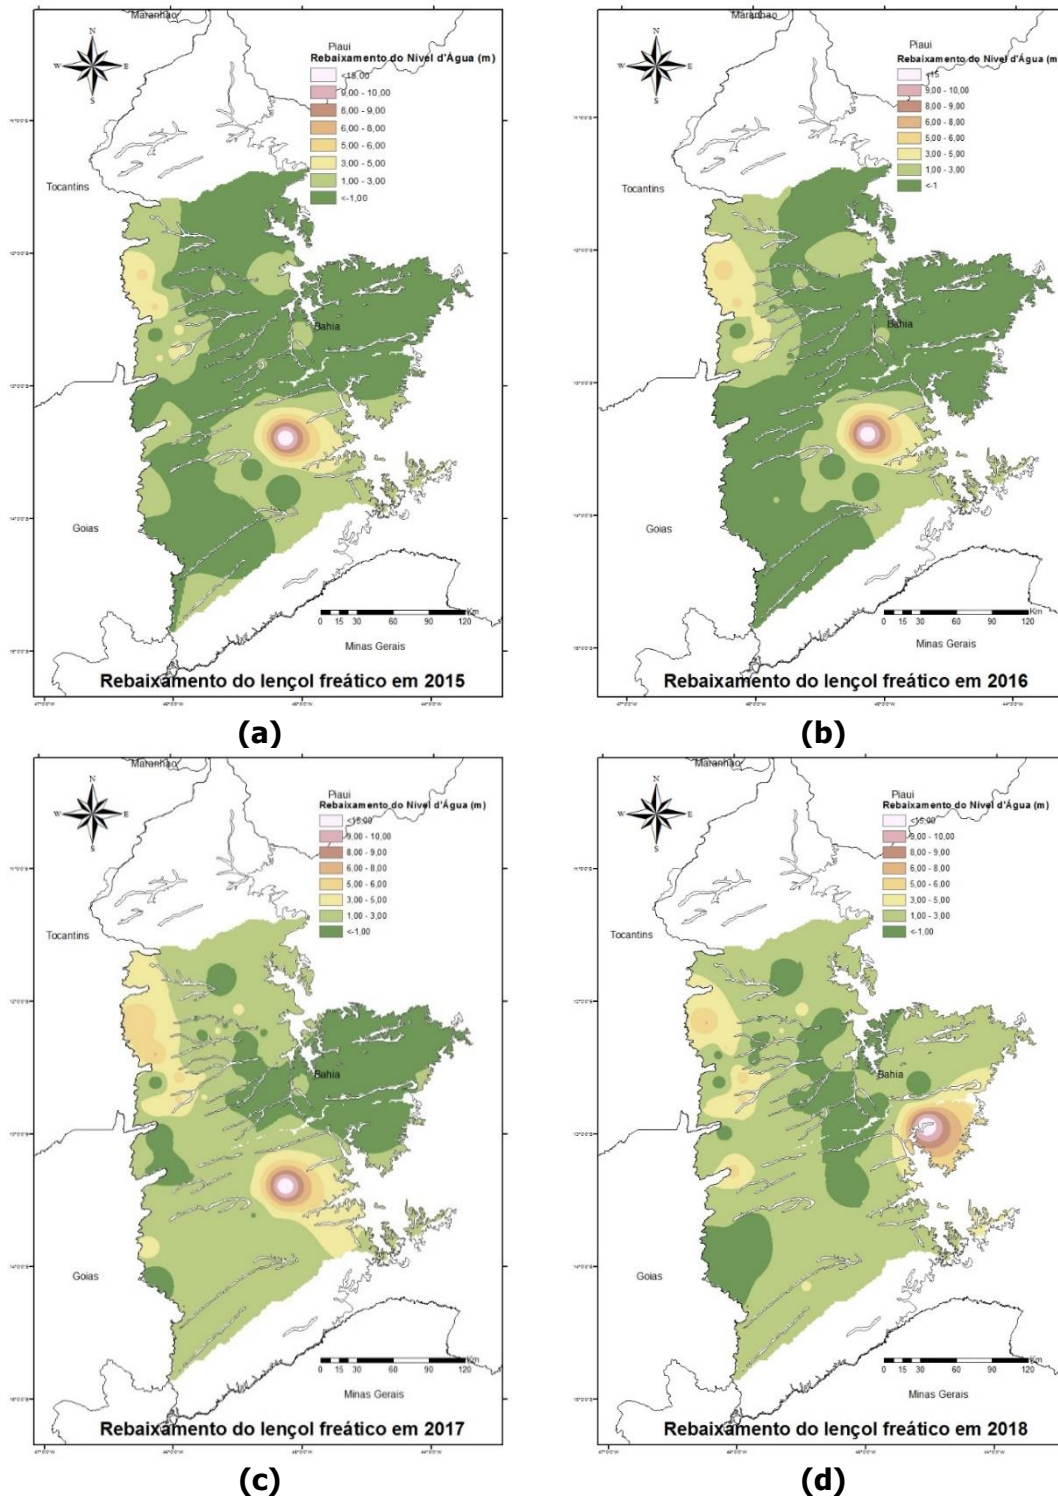 Maranhão
N
W E
S
Piaui
Rebaixamento do Nível d'Água (m)
<15,00
9,00 - 10,00
8,00 - 9,00
6,00 - 8,00
5,00 - 6,00
3,00 - 5,00
1,00 - 3,00
<-1,00
Tocantins
Bahia
Goias
0 15 30 60 90 120
Km
Minas Gerais
Rebaixamento do lençol freático em 2015
(a)
Maranhão
N
W E
S
Piaui
Rebaixamento do Nível d'Água (m)
<15
9,00 - 10,00
8,00 - 9,00
6,00 - 8,00
5,00 - 6,00
3,00 - 5,00
1,00 - 3,00
<-1
Tocantins
Bahia
Goias
0 15 30 60 90 120
Km
Minas Gerais
Rebaixamento do lençol freático em 2016
(b)
Maranhão
N
W E
S
Piaui
Rebaixamento do Nível d'Água (m)
<15,00
9,00 - 10,00
8,00 - 9,00
6,00 - 8,00
5,00 - 6,00
3,00 - 5,00
1,00 - 3,00
<-1,00
Tocantins
Bahia
Goias
0 15 30 60 90 120
Km
Minas Gerais
Rebaixamento do lençol freático em 2017
(c)
Maranhão
N
W E
S
Piaui
Rebaixamento do Nível d'Água (m)
<15,00
9,00 - 10,00
8,00 - 9,00
6,00 - 8,00
5,00 - 6,00
3,00 - 5,00
1,00 - 3,00
<-1,00
Tocantins
Bahia
Goias
0 15 30 60 90 120
Km
Minas Gerais
Rebaixamento do lençol freático em 2018
(d)